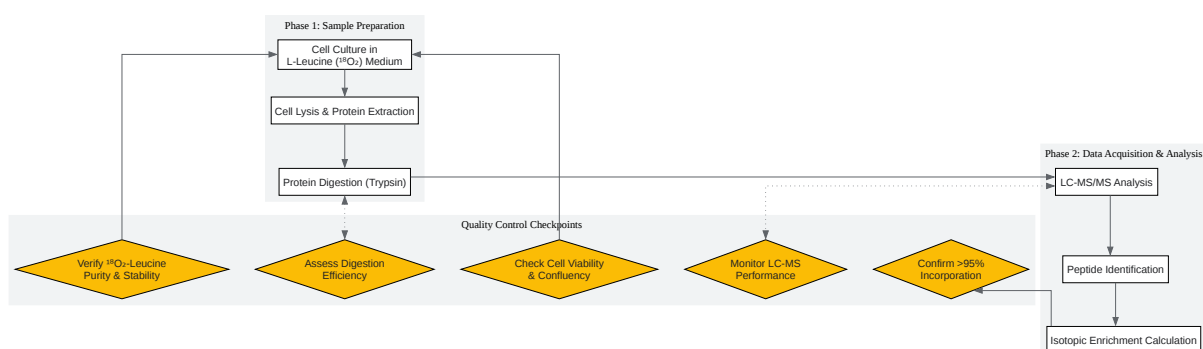 Phase 1: Sample Preparation
Cell Culture in
L-Leucine (¹⁸O₂) Medium
Cell Lysis & Protein Extraction
Protein Digestion (Trypsin)
Phase 2: Data Acquisition & Analysis
LC-MS/MS Analysis
Peptide Identification
Isotopic Enrichment Calculation
Quality Control Checkpoints
Verify ¹⁸O₂-Leucine
Purity & Stability
Assess Digestion
Efficiency
Check Cell Viability
& Confluency
Monitor LC-MS
Performance
Confirm >95%
Incorporation